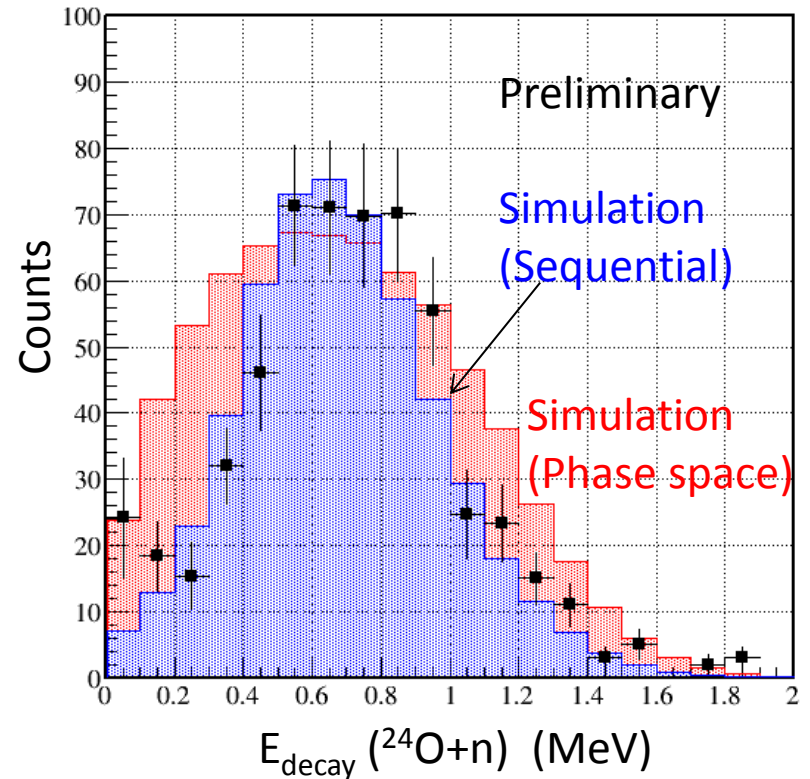 100
90
80
70
60
50
40
30
20
10
0
Counts
Preliminary
Simulation
(Sequential)
Simulation
(Phase space)
0 0.2 0.4 0.6 0.8 1 1.2 1.4 1.6 1.8 2
E_decay (²⁴O+n) (MeV)